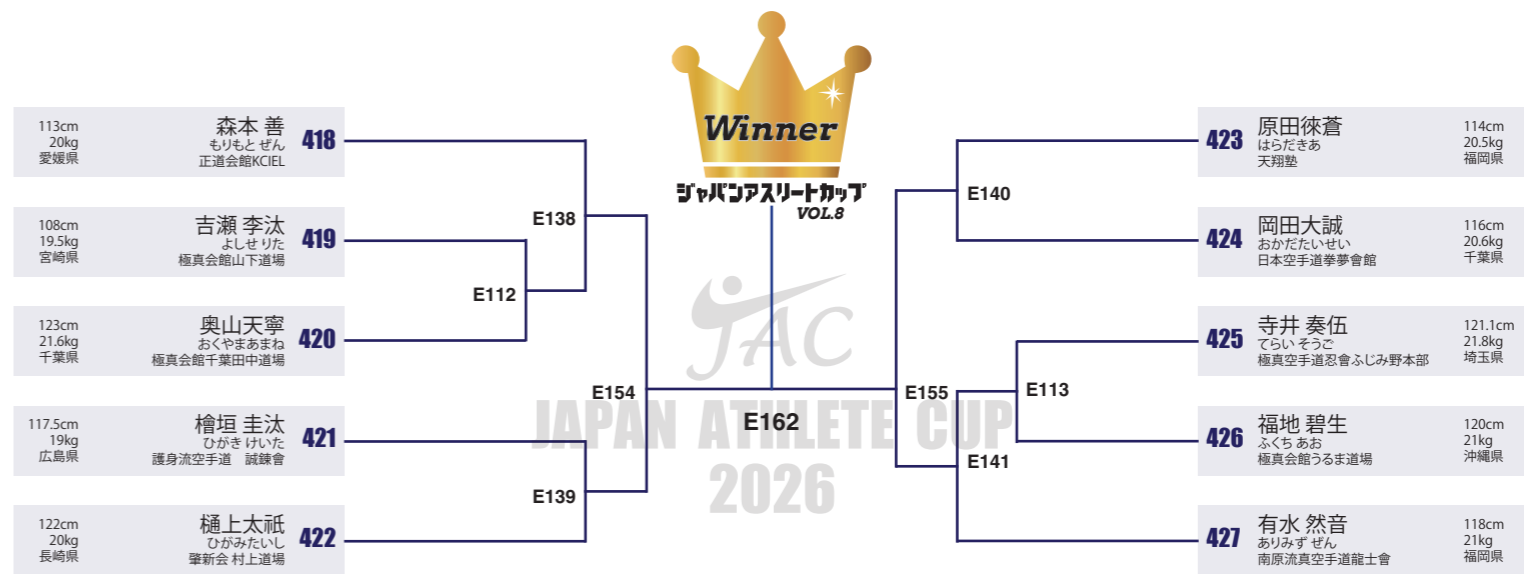 Winner
ジャパンアスリートカップ
VOL.8
113cm
20kg
愛媛県
森本 善
もりもと ぜん
正道会館KCIEL
418
108cm
19.5kg
宮崎県
吉瀬 李汰
よしせ りた
極真会館山下道場
419
123cm
21.6kg
千葉県
奥山天寧
おくやまあまね
極真会館千葉田中道場
420
117.5cm
19kg
広島県
檜垣 圭汰
ひがき けいた
護身流空手道　誠錬會
421
122cm
20kg
長崎県
樋上太祇
ひがみたいし
肇新会 村上道場
422
E138
E112
E154
E139
E162
JAC
JAPAN ATHLETE CUP
2026
E140
E155
E113
E141
423
原田徠蒼
はらだきあ
天翔塾
114cm
20.5kg
福岡県
424
岡田大誠
おかだたいせい
日本空手道拳夢會館
116cm
20.6kg
千葉県
425
寺井 奏伍
てらい そうご
極真空手道忍會ふじみ野本部
121.1cm
21.8kg
埼玉県
426
福地 碧生
ふくち あお
極真会館うるま道場
120cm
21kg
沖縄県
427
有水 然音
ありみず ぜん
南原流真空手道龍士會
118cm
21kg
福岡県